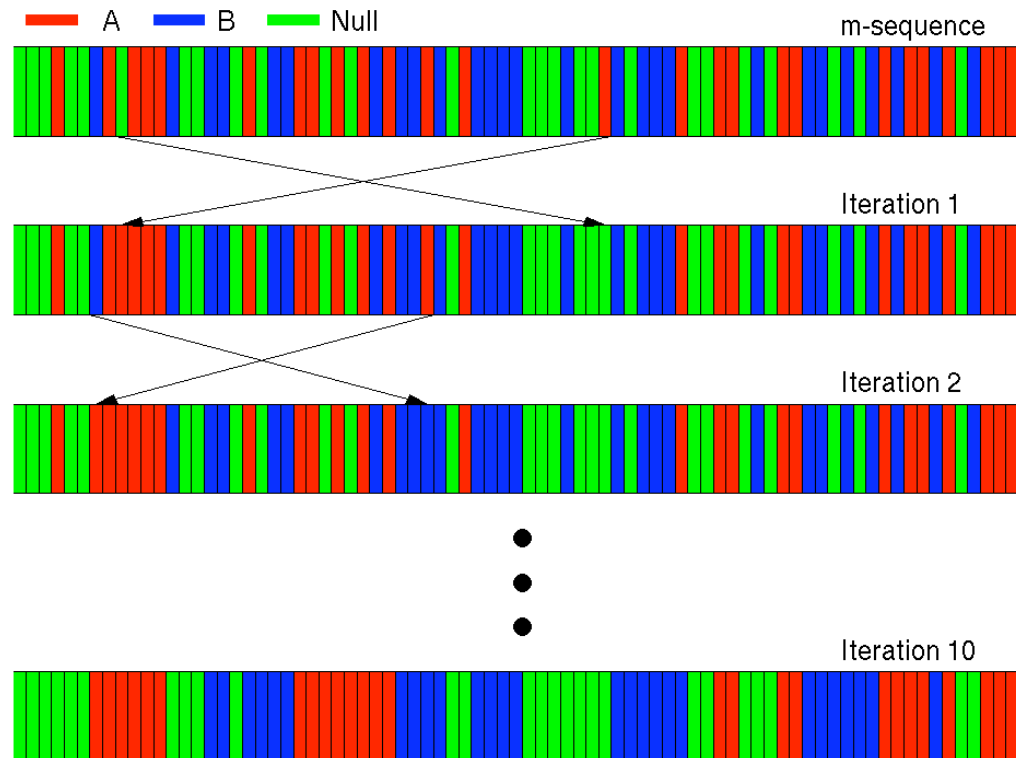 A B Null
m-sequence
Iteration 1
Iteration 2
Iteration 10